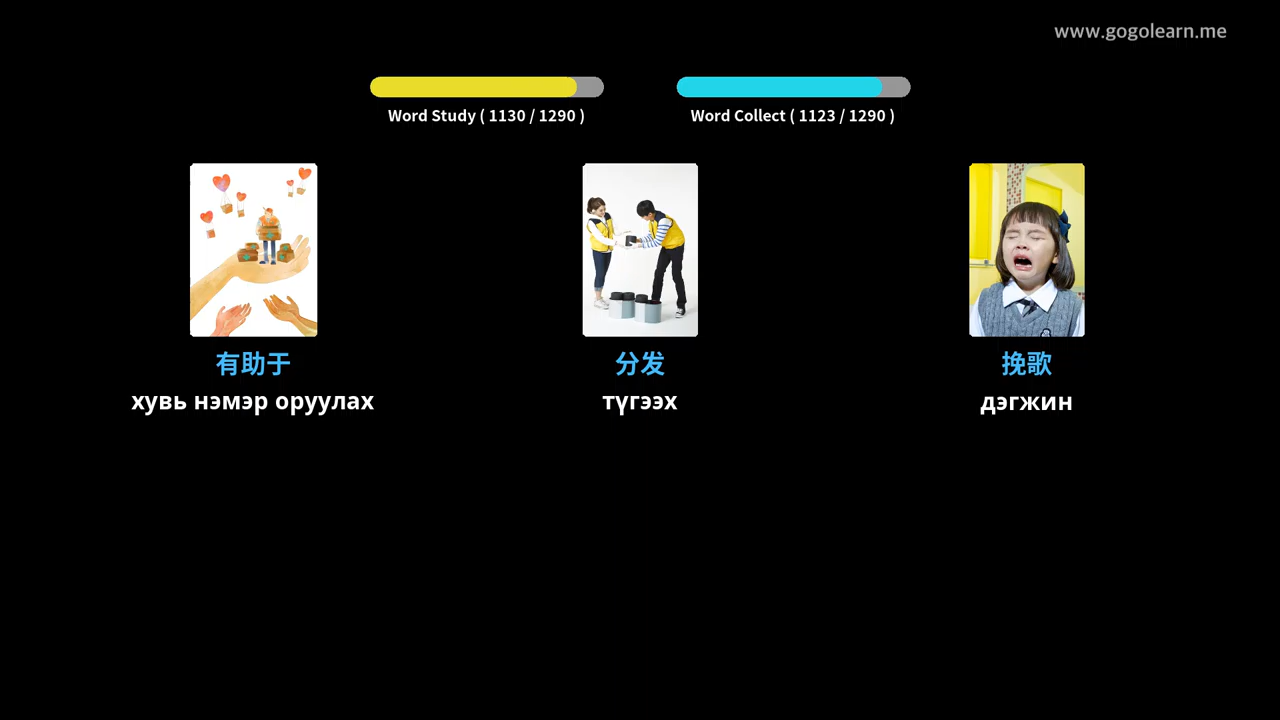 www.gogolearn.me
Word Study ( 1130 / 1290 )
Word Collect ( 1123 / 1290 )
有助于
хувь нэмэр оруулах
分发
түгээх
挽歌
дэгжин